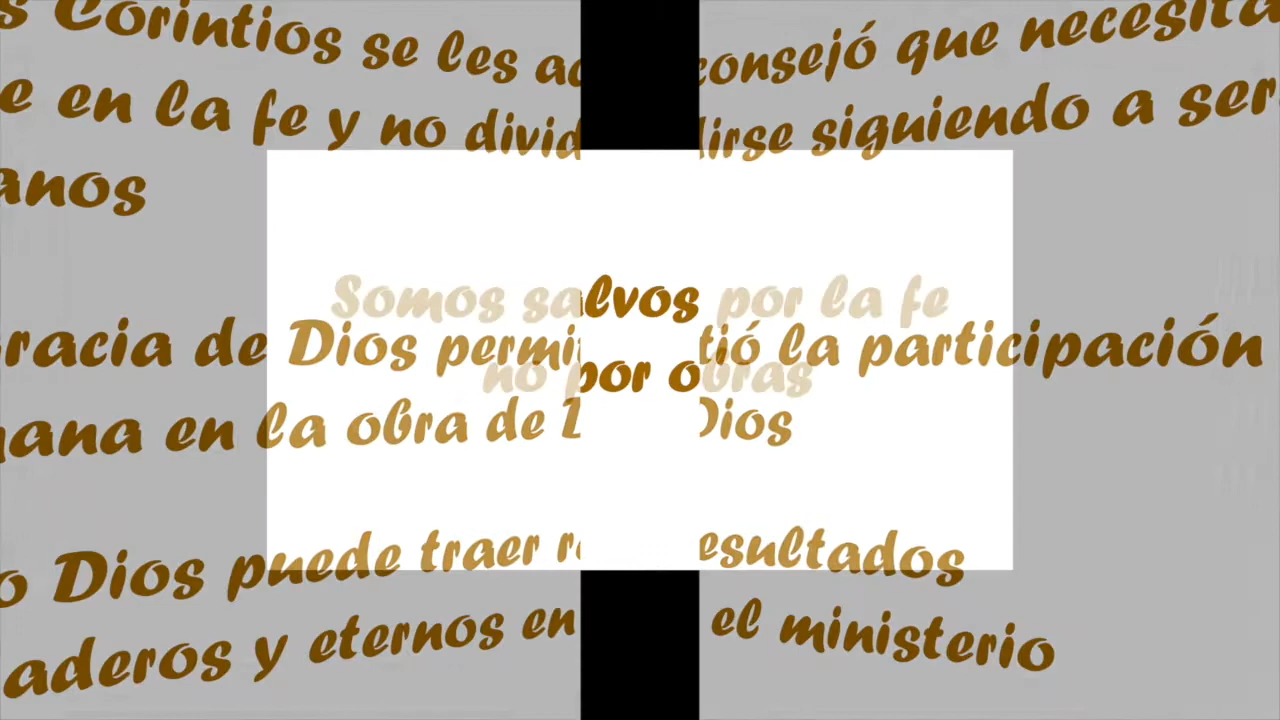 Corintios se les aconsejó que
e en la fe y no dividirse siguiendo a ser
anos
Somos salvos por la fe
racia de Dios permitió la participación
no por obras
ana en la obra de Dios
o Dios puede traer resultados
aderos y eternos en el ministerio